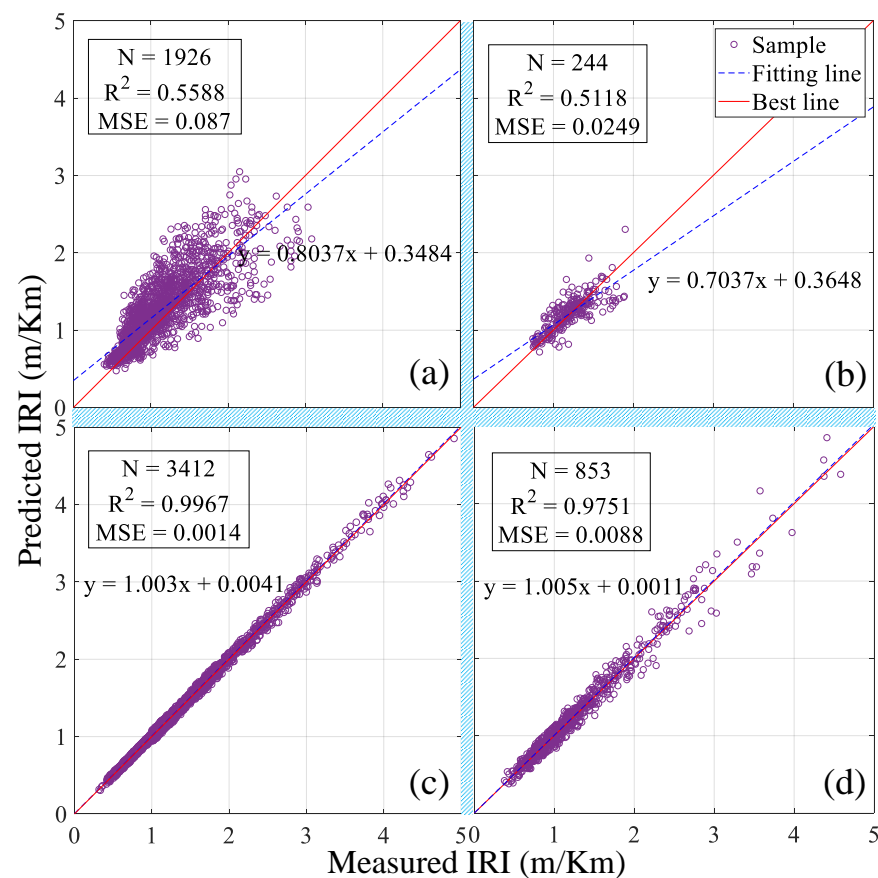 5
4
3
2
1
0
N = 1926
R² = 0.5588
MSE = 0.087
y = 0.8037x + 0.3484
(a)
N = 244
R² = 0.5118
MSE = 0.0249
Sample
Fitting line
Best line
y = 0.7037x + 0.3648
(b)
Predicted IRI (m/Km)
5
4
3
2
1
0
N = 3412
R² = 0.9967
MSE = 0.0014
y = 1.003x + 0.0041
(c)
N = 853
R² = 0.9751
MSE = 0.0088
y = 1.005x + 0.0011
(d)
0 1 2 3 4 5 0 1 2 3 4 5
Measured IRI (m/Km)